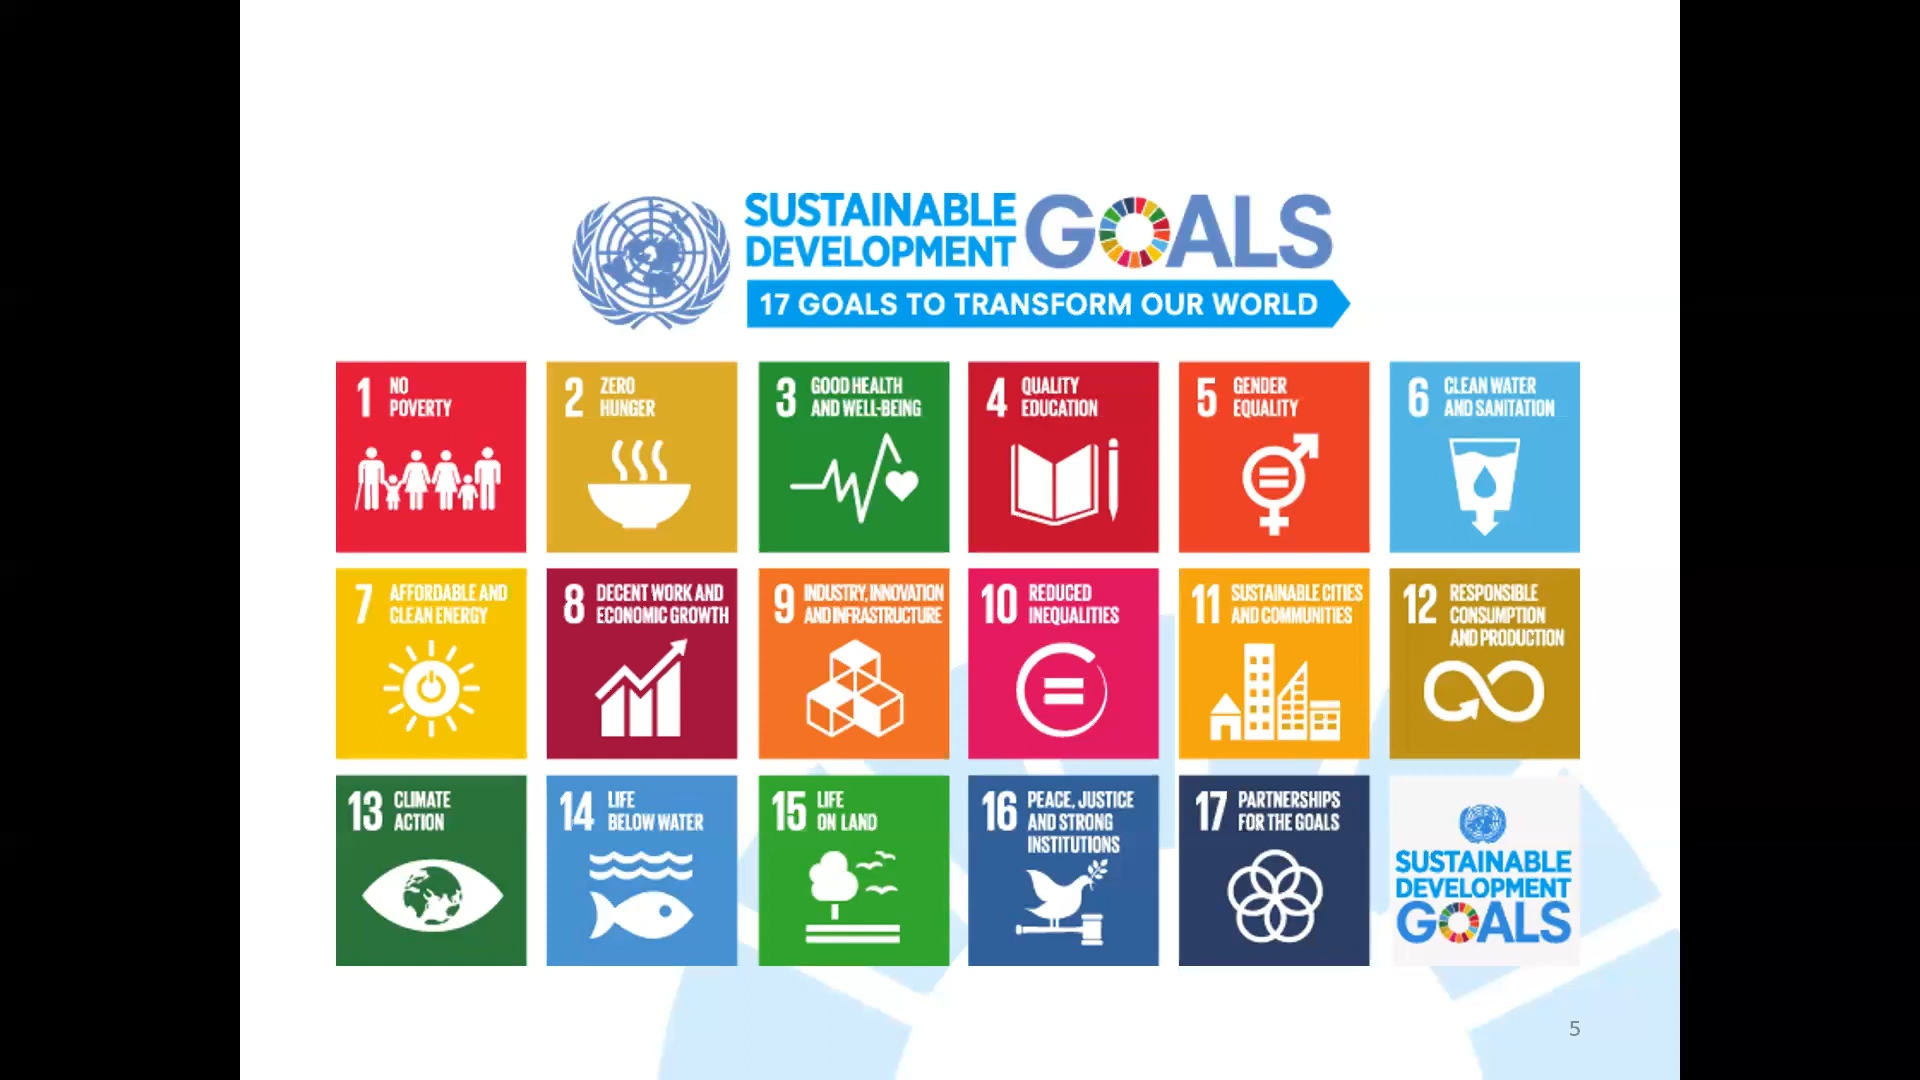 SUSTAINABLE
DEVELOPMENT
GOALS
17 GOALS TO TRANSFORM OUR WORLD
1 NO
POVERTY
2 ZERO
HUNGER
3 GOOD HEALTH
AND WELL-BEING
4 QUALITY
EDUCATION
5 GENDER
EQUALITY
6 CLEAN WATER
AND SANITATION
7 AFFORDABLE AND
CLEAN ENERGY
8 DECENT WORK AND
ECONOMIC GROWTH
9 INDUSTRY, INNOVATION
AND INFRASTRUCTURE
10 REDUCED
INEQUALITIES
11 SUSTAINABLE CITIES
AND COMMUNITIES
12 RESPONSIBLE
CONSUMPTION
AND PRODUCTION
13 CLIMATE
ACTION
14 LIFE
BELOW WATER
15 LIFE
ON LAND
16 PEACE, JUSTICE
AND STRONG
INSTITUTIONS
17 PARTNERSHIPS
FOR THE GOALS
SUSTAINABLE
DEVELOPMENT
GOALS
5